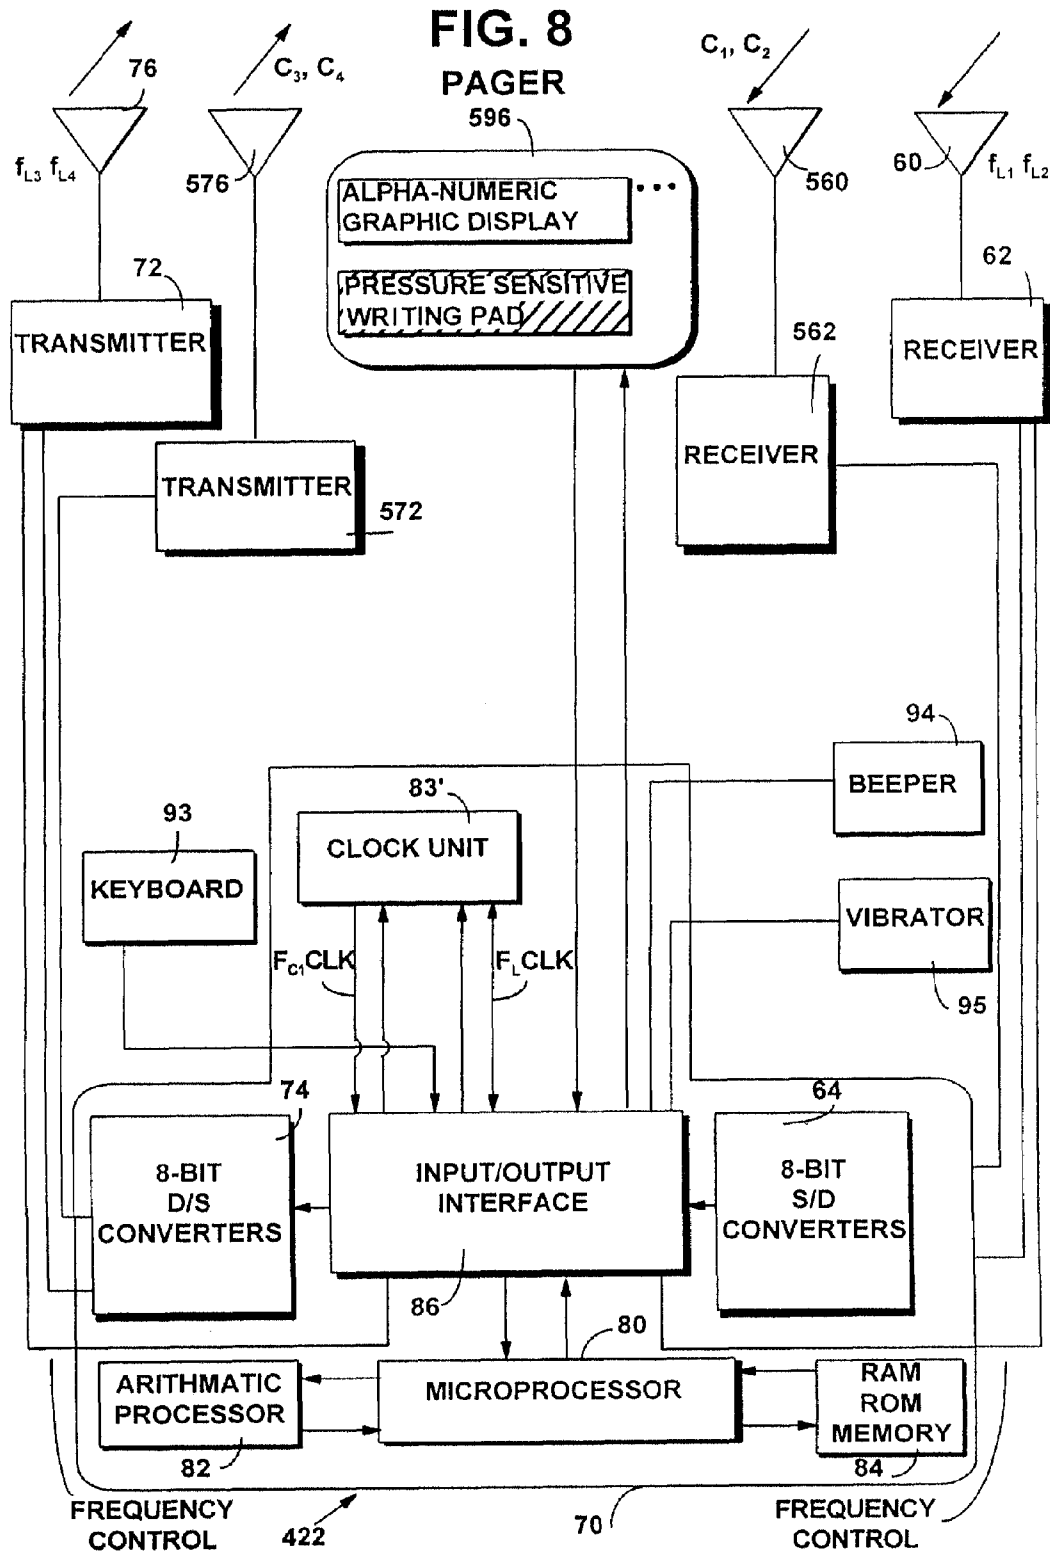 FIG. 8
PAGER
76
C3, C4
C1, C2
596
fL3 fL4
576
560
60
fL1 fL2
ALPHA-NUMERIC
GRAPHIC DISPLAY
...
PRESSURE SENSITIVE
WRITING PAD
72
TRANSMITTER
62
RECEIVER
562
RECEIVER
TRANSMITTER
572
94
BEEPER
83'
CLOCK UNIT
93
KEYBOARD
VIBRATOR
95
FC1CLK
FLCLK
74
8-BIT
D/S
CONVERTERS
INPUT/OUTPUT
INTERFACE
86
64
8-BIT
S/D
CONVERTERS
80
MICROPROCESSOR
ARITHMATIC
PROCESSOR
82
RAM
ROM
MEMORY
84
FREQUENCY
CONTROL
422
70
FREQUENCY
CONTROL